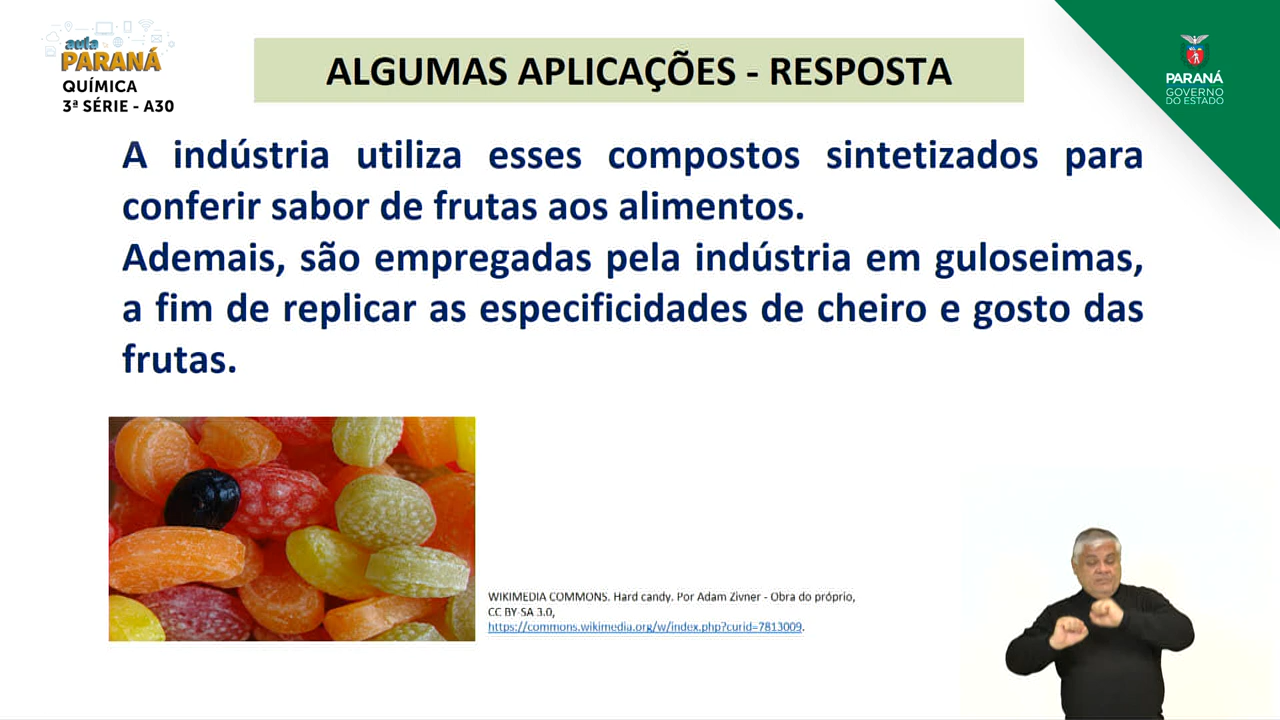 aula
PARANÁ
QUÍMICA
3ª SÉRIE - A30
ALGUMAS APLICAÇÕES - RESPOSTA
PARANÁ
GOVERNO
DO ESTADO
A indústria utiliza esses compostos sintetizados para
conferir sabor de frutas aos alimentos.
Ademais, são empregadas pela indústria em guloseimas,
a fim de replicar as especificidades de cheiro e gosto das
frutas.
WIKIMEDIA COMMONS. Hard candy. Por Adam Zivner - Obra do próprio,
CC BY-SA 3.0,
https://commons.wikimedia.org/w/index.php?curid=7813009.